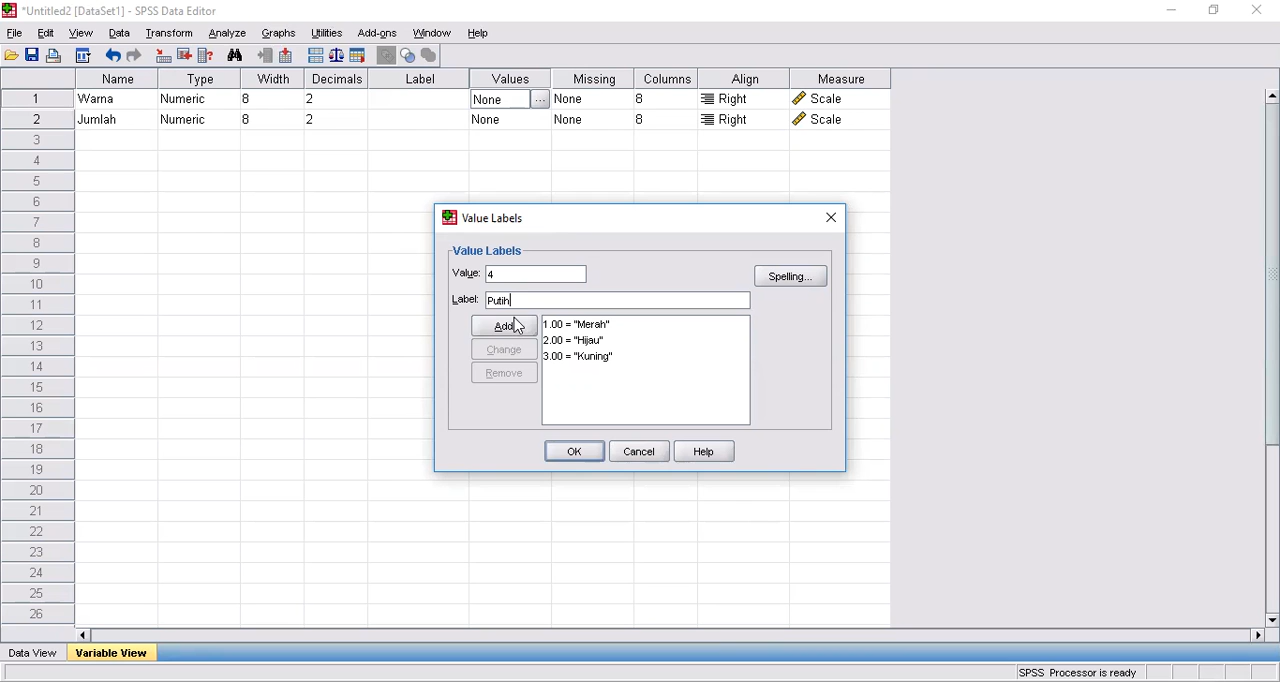 *Untitled2 [DataSet1] - SPSS Data Editor
File Edit View Data Transform Analyze Graphs Utilities Add-ons Window Help
Name Type Width Decimals Label Values Missing Columns Align Measure
1 Warna Numeric 8 2 None ... None 8 Right Scale
2 Jumlah Numeric 8 2 None None 8 Right Scale
3
4
5
6
7
8
9
10
11
12
13
14
15
16
17
18
19
20
21
22
23
24
25
26
Value Labels
Value Labels
Value: 4
Spelling...
Label: Putih
Add
1.00 = "Merah"
2.00 = "Hijau"
Change
3.00 = "Kuning"
Remove
OK Cancel Help
Data View Variable View
SPSS Processor is ready